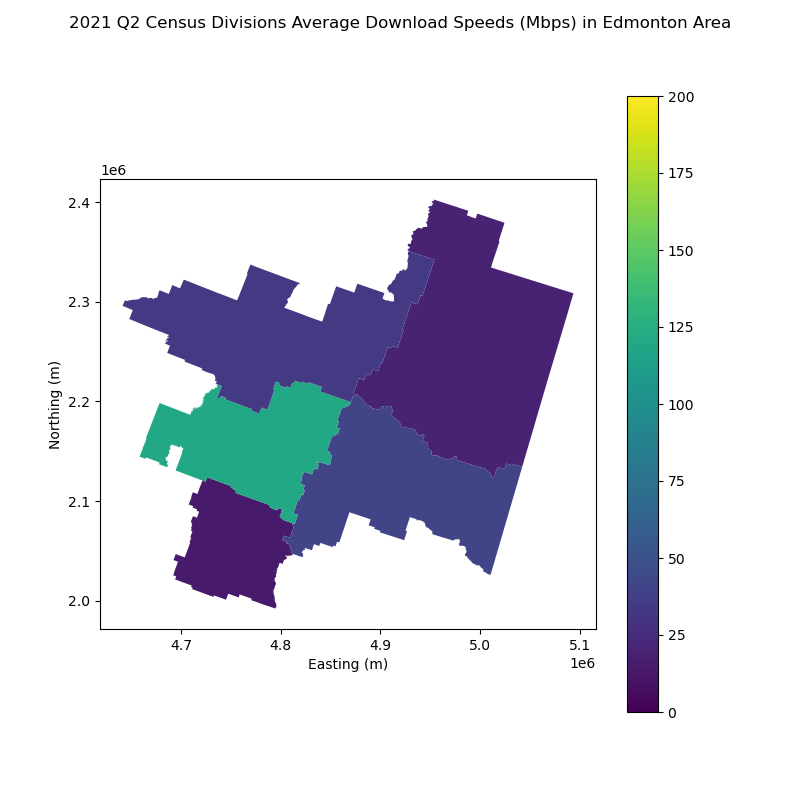 2021 Q2 Census Divisions Average Download Speeds (Mbps) in Edmonton Area
1e6
2.4
2.3
2.2
2.1
2.0
Northing (m)
4.7 4.8 4.9 5.0 5.1
Easting (m)
1e6
200
175
150
125
100
75
50
25
0